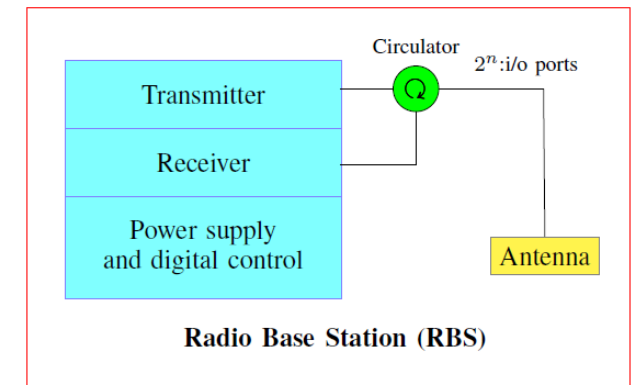 Circulator
2ⁿ:i/o ports
Transmitter
Receiver
Power supply
and digital control
Antenna
Radio Base Station (RBS)